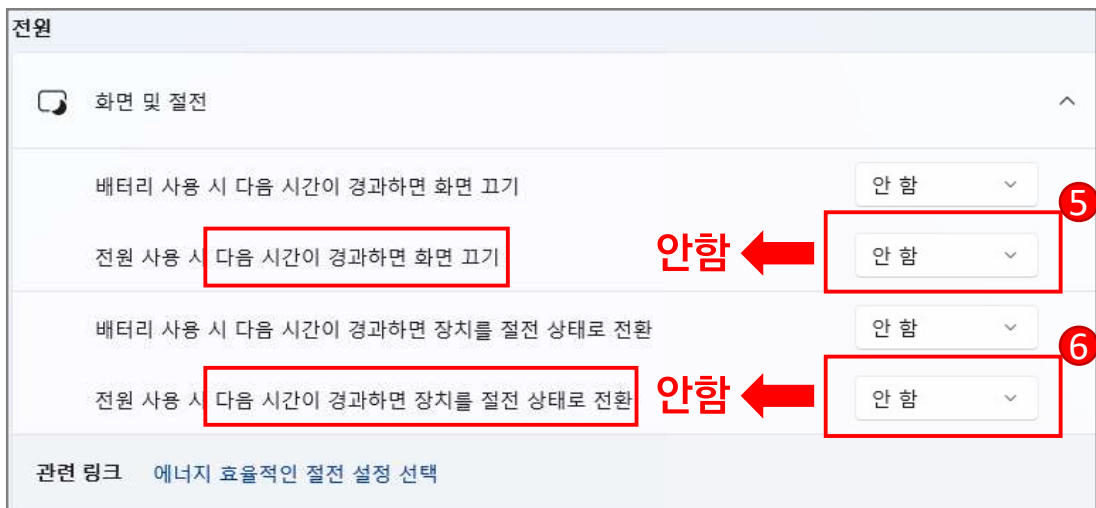 전원
화면 및 절전
배터리 사용 시 다음 시간이 경과하면 화면 끄기 안 함
5
전원 사용 시 다음 시간이 경과하면 화면 끄기 안함 안 함
배터리 사용 시 다음 시간이 경과하면 장치를 절전 상태로 전환 안 함
6
전원 사용 시 다음 시간이 경과하면 장치를 절전 상태로 전환 안함 안 함
관련 링크 에너지 효율적인 절전 설정 선택